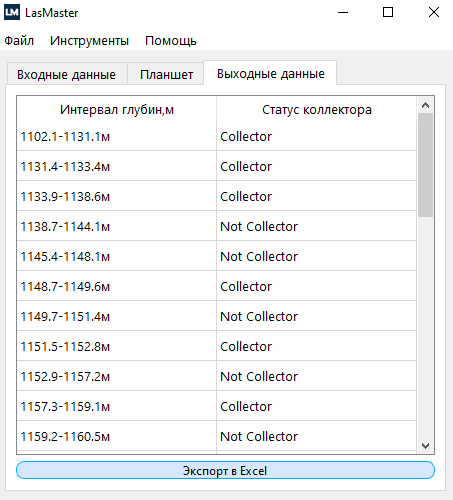 LM LasMaster
Файл Инструменты Помощь
Входные данные Планшет Выходные данные
Интервал глубин,м Статус коллектора
1102.1-1131.1м Collector
1131.4-1133.4м Collector
1133.9-1138.6м Collector
1138.7-1144.1м Not Collector
1145.4-1148.1м Not Collector
1148.7-1149.6м Collector
1149.7-1151.4м Not Collector
1151.5-1152.8м Collector
1152.9-1157.2м Not Collector
1157.3-1159.1м Collector
1159.2-1160.5м Not Collector
Экспорт в Excel